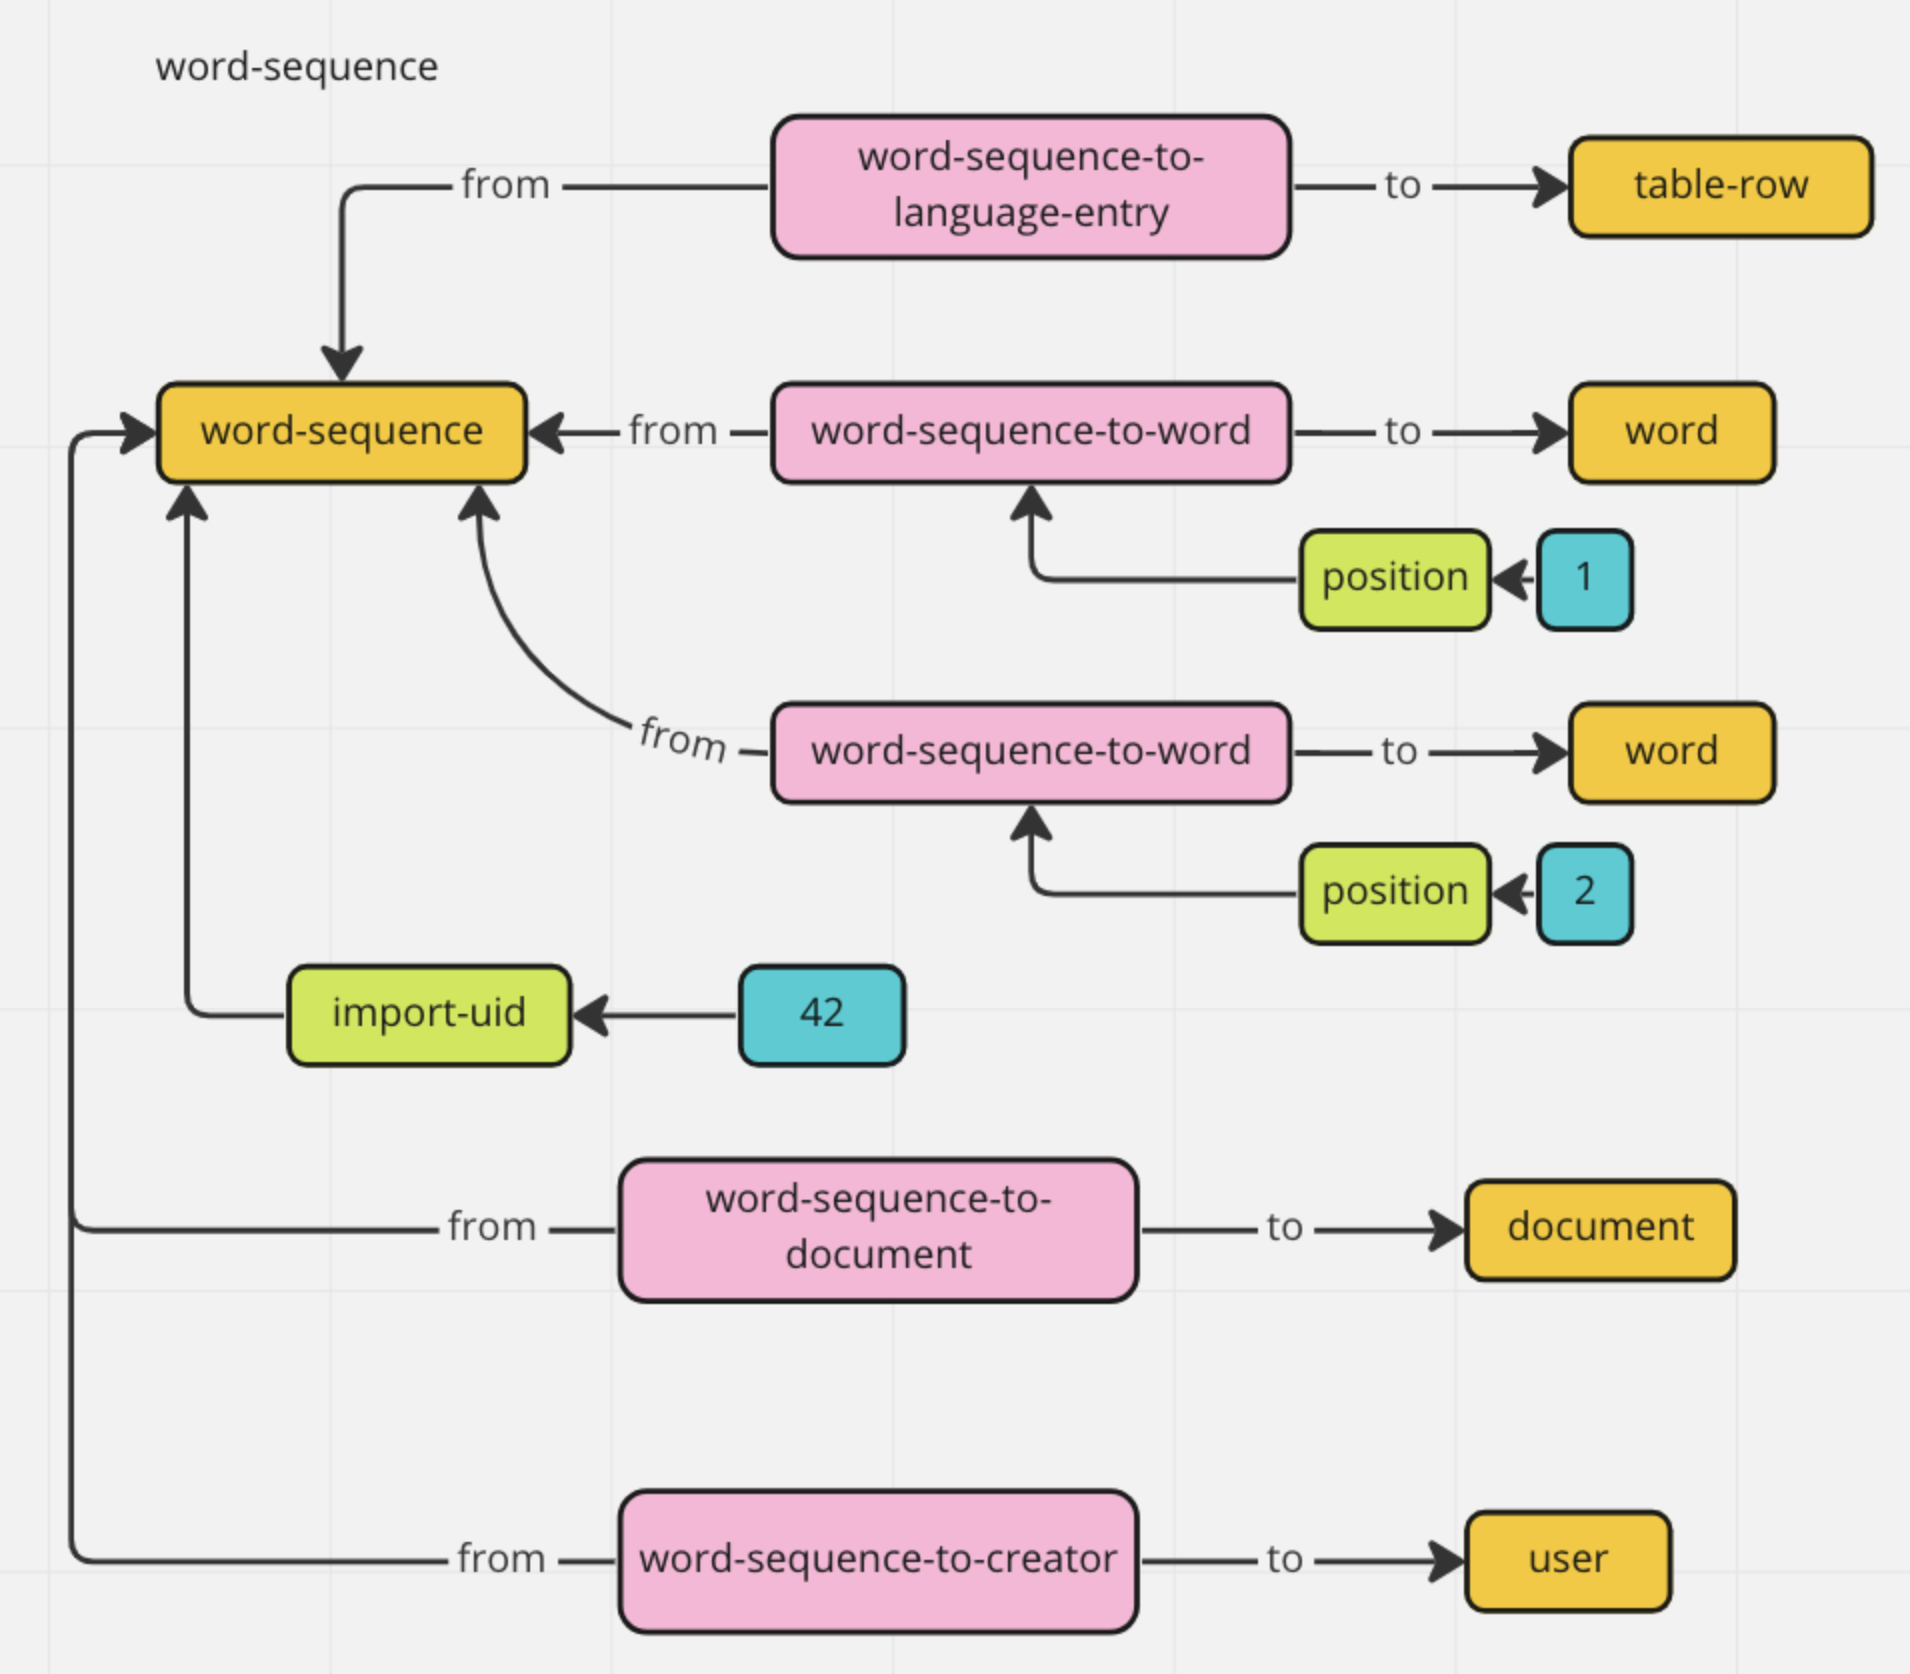 word-sequence
word-sequence-to-
language-entry
from
to
table-row
word-sequence
from
word-sequence-to-word
to
word
position
1
from
word-sequence-to-word
to
word
position
2
import-uid
42
word-sequence-to-
document
from
to
document
from
word-sequence-to-creator
to
user